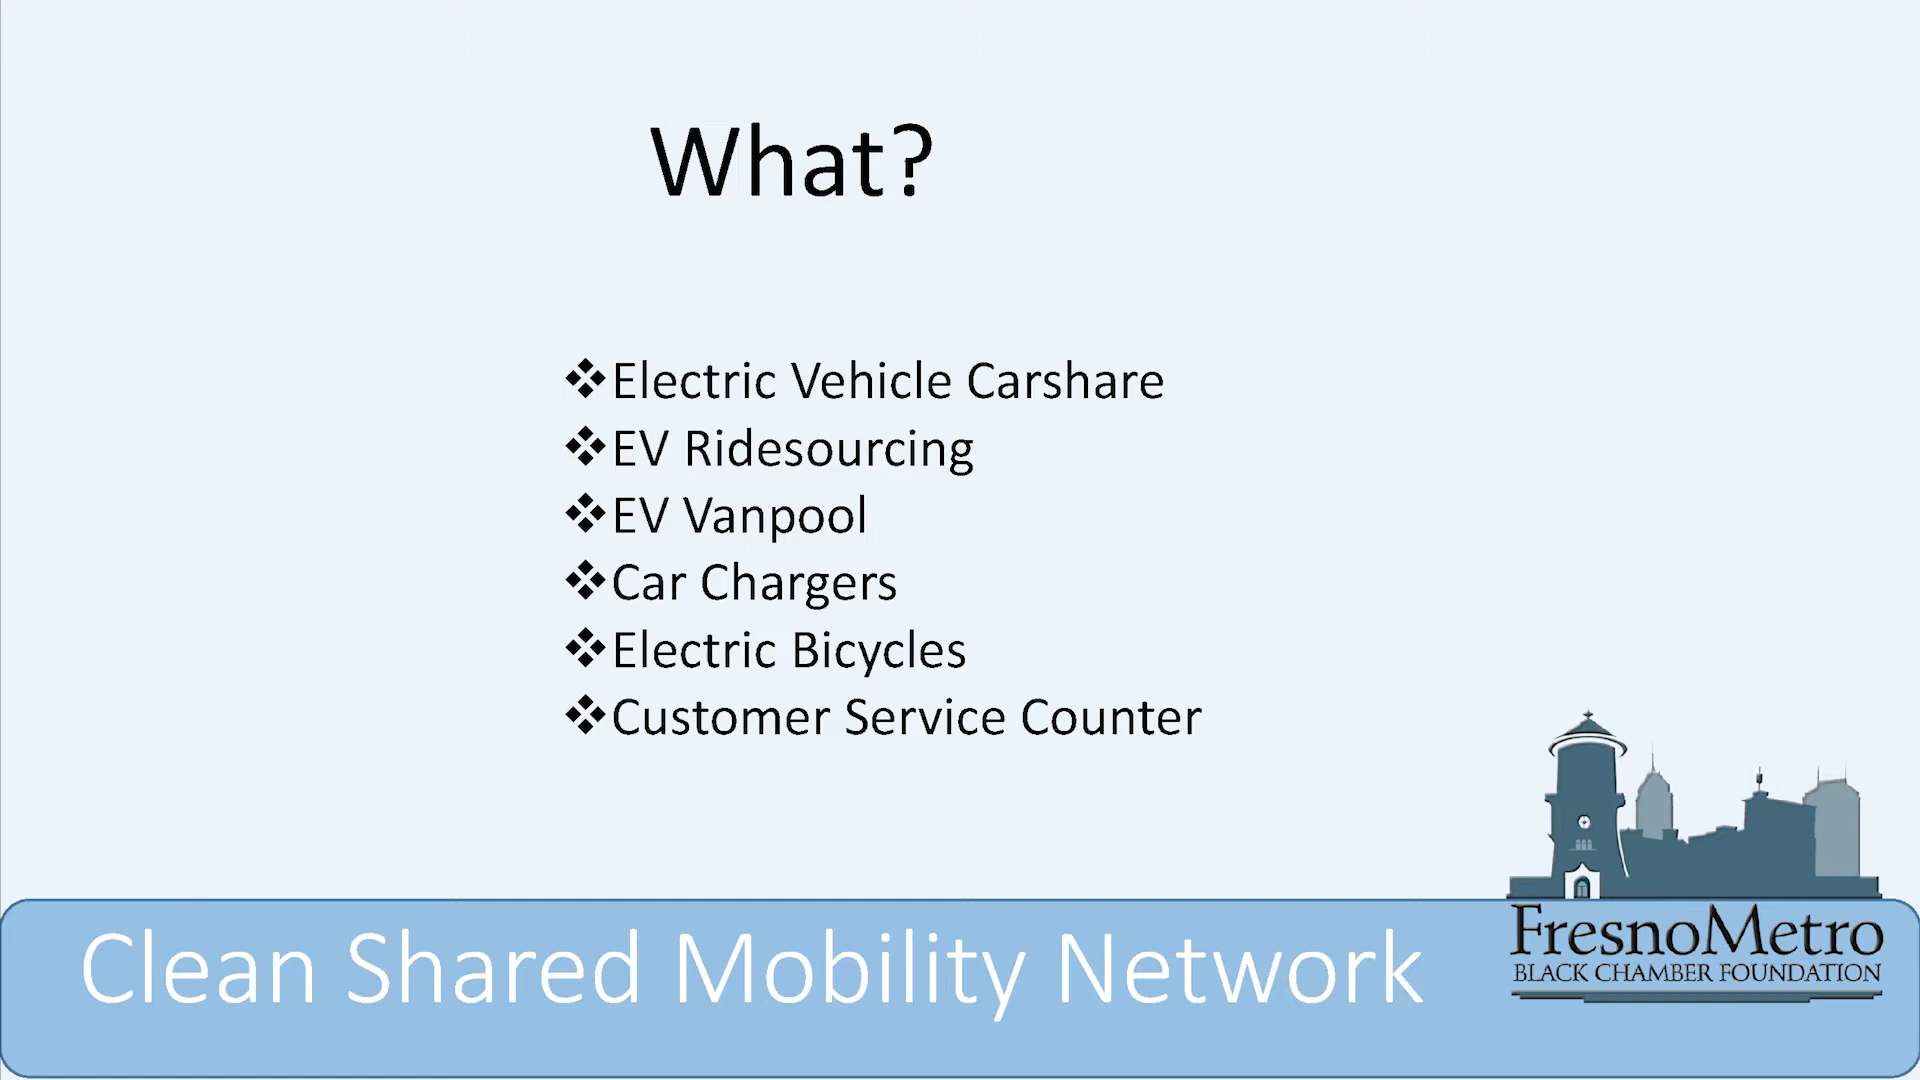 What?
❖Electric Vehicle Carshare
❖EV Ridesourcing
❖EV Vanpool
❖Car Chargers
❖Electric Bicycles
❖Customer Service Counter
Clean Shared Mobility Network
FresnoMetro
BLACK CHAMBER FOUNDATION